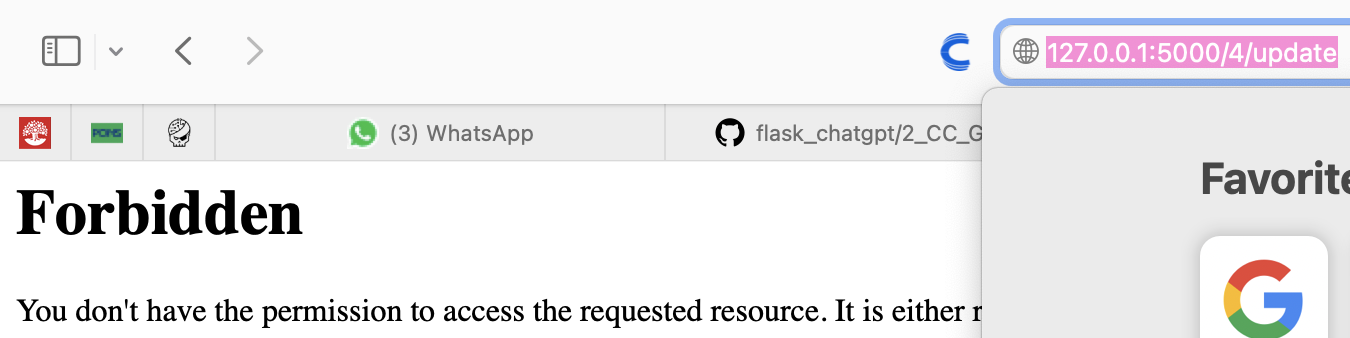 127.0.0.1:5000/4/update
PONS
(3) WhatsApp
flask_chatgpt/2_CC_G
Favorite
Forbidden
You don't have the permission to access the requested resource. It is either